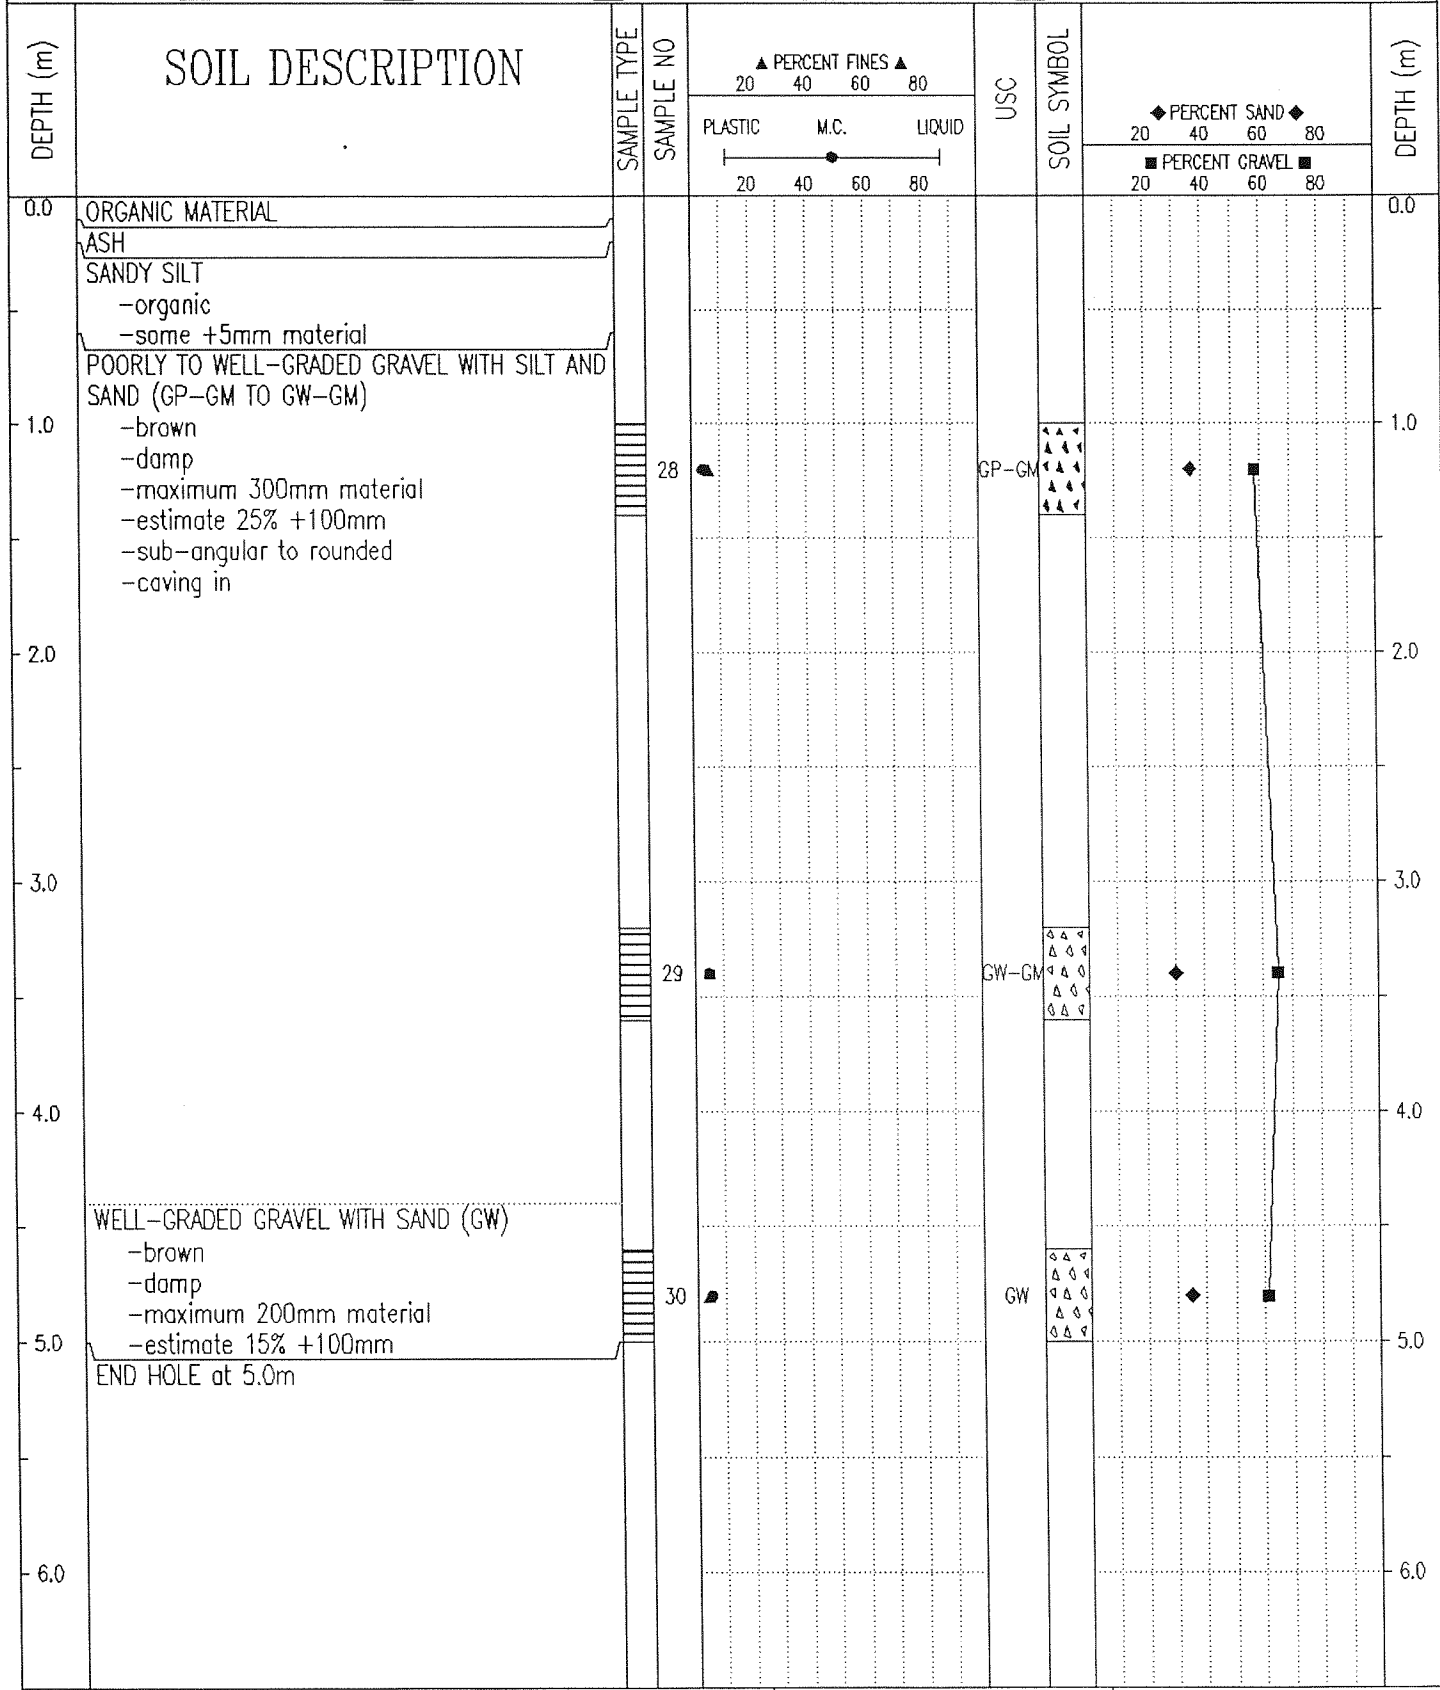 DEPTH (m)
SOIL DESCRIPTION
SAMPLE TYPE
SAMPLE NO
▲ PERCENT FINES ▲
20 40 60 80
PLASTIC M.C. LIQUID
20 40 60 80
USC
SOIL SYMBOL
◆ PERCENT SAND ◆
20 40 60 80
■ PERCENT GRAVEL ■
20 40 60 80
DEPTH (m)
0.0 ORGANIC MATERIAL 0.0
ASH
SANDY SILT
-organic
-some +5mm material
POORLY TO WELL-GRADED GRAVEL WITH SILT AND
SAND (GP-GM TO GW-GM)
1.0 -brown 1.0
-damp 28 GP-GM
-maximum 300mm material
-estimate 25% +100mm
-sub-angular to rounded
-caving in
2.0 2.0
3.0 3.0
29 GW-GM
4.0 4.0
WELL-GRADED GRAVEL WITH SAND (GW)
-brown
-damp
30 GW
-maximum 200mm material
5.0 -estimate 15% +100mm 5.0
END HOLE at 5.0m
6.0 6.0